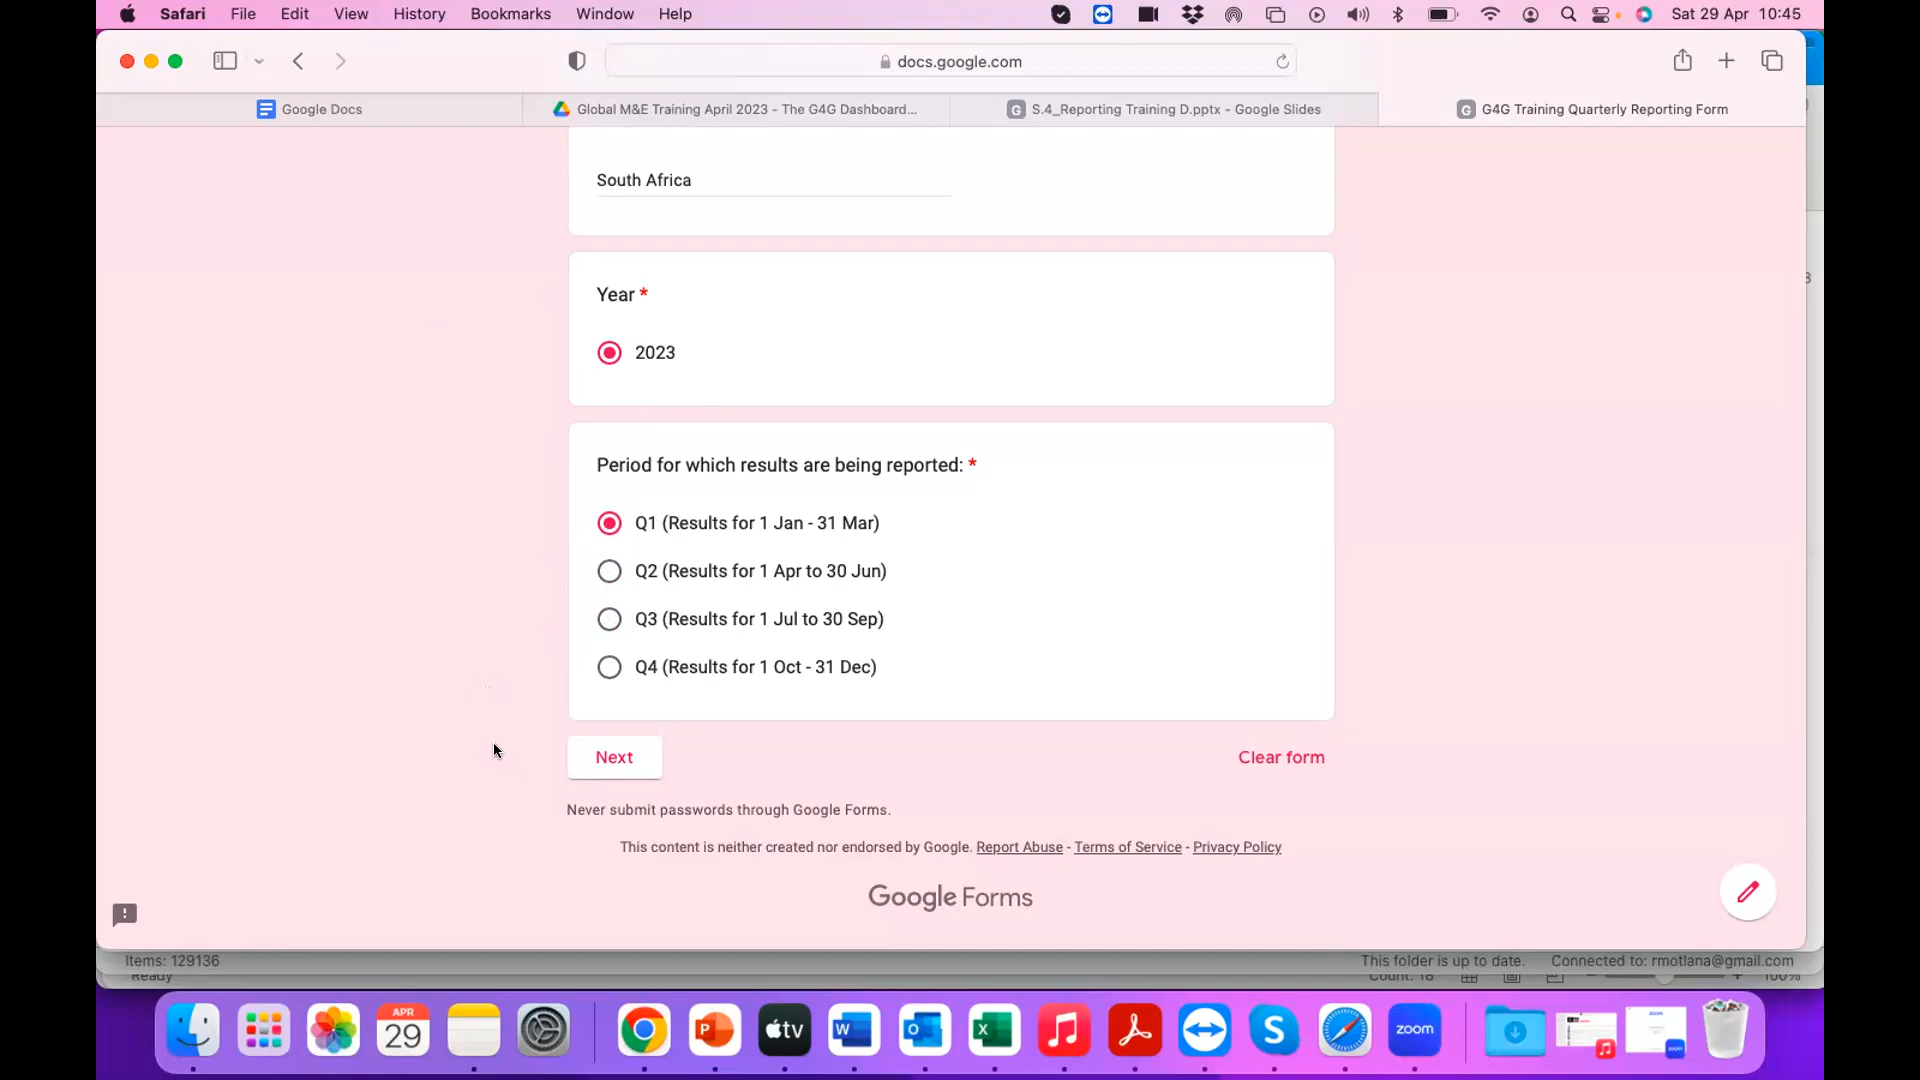 Safari File Edit View History Bookmarks Window Help Sat 29 Apr 10:45
docs.google.com
Google Docs Global M&E Training April 2023 - The G4G Dashboard... S.4_Reporting Training D.pptx - Google Slides G4G Training Quarterly Reporting Form
South Africa
Year *
2023
Period for which results are being reported: *
Q1 (Results for 1 Jan - 31 Mar)
Q2 (Results for 1 Apr to 30 Jun)
Q3 (Results for 1 Jul to 30 Sep)
Q4 (Results for 1 Oct - 31 Dec)
Next Clear form
Never submit passwords through Google Forms.
This content is neither created nor endorsed by Google. Report Abuse - Terms of Service - Privacy Policy
Google Forms
Items: 129136 This folder is up to date. Connected to: rmotlana@gmail.com
Ready Count: 18 100%
APR
29
tv
zoom